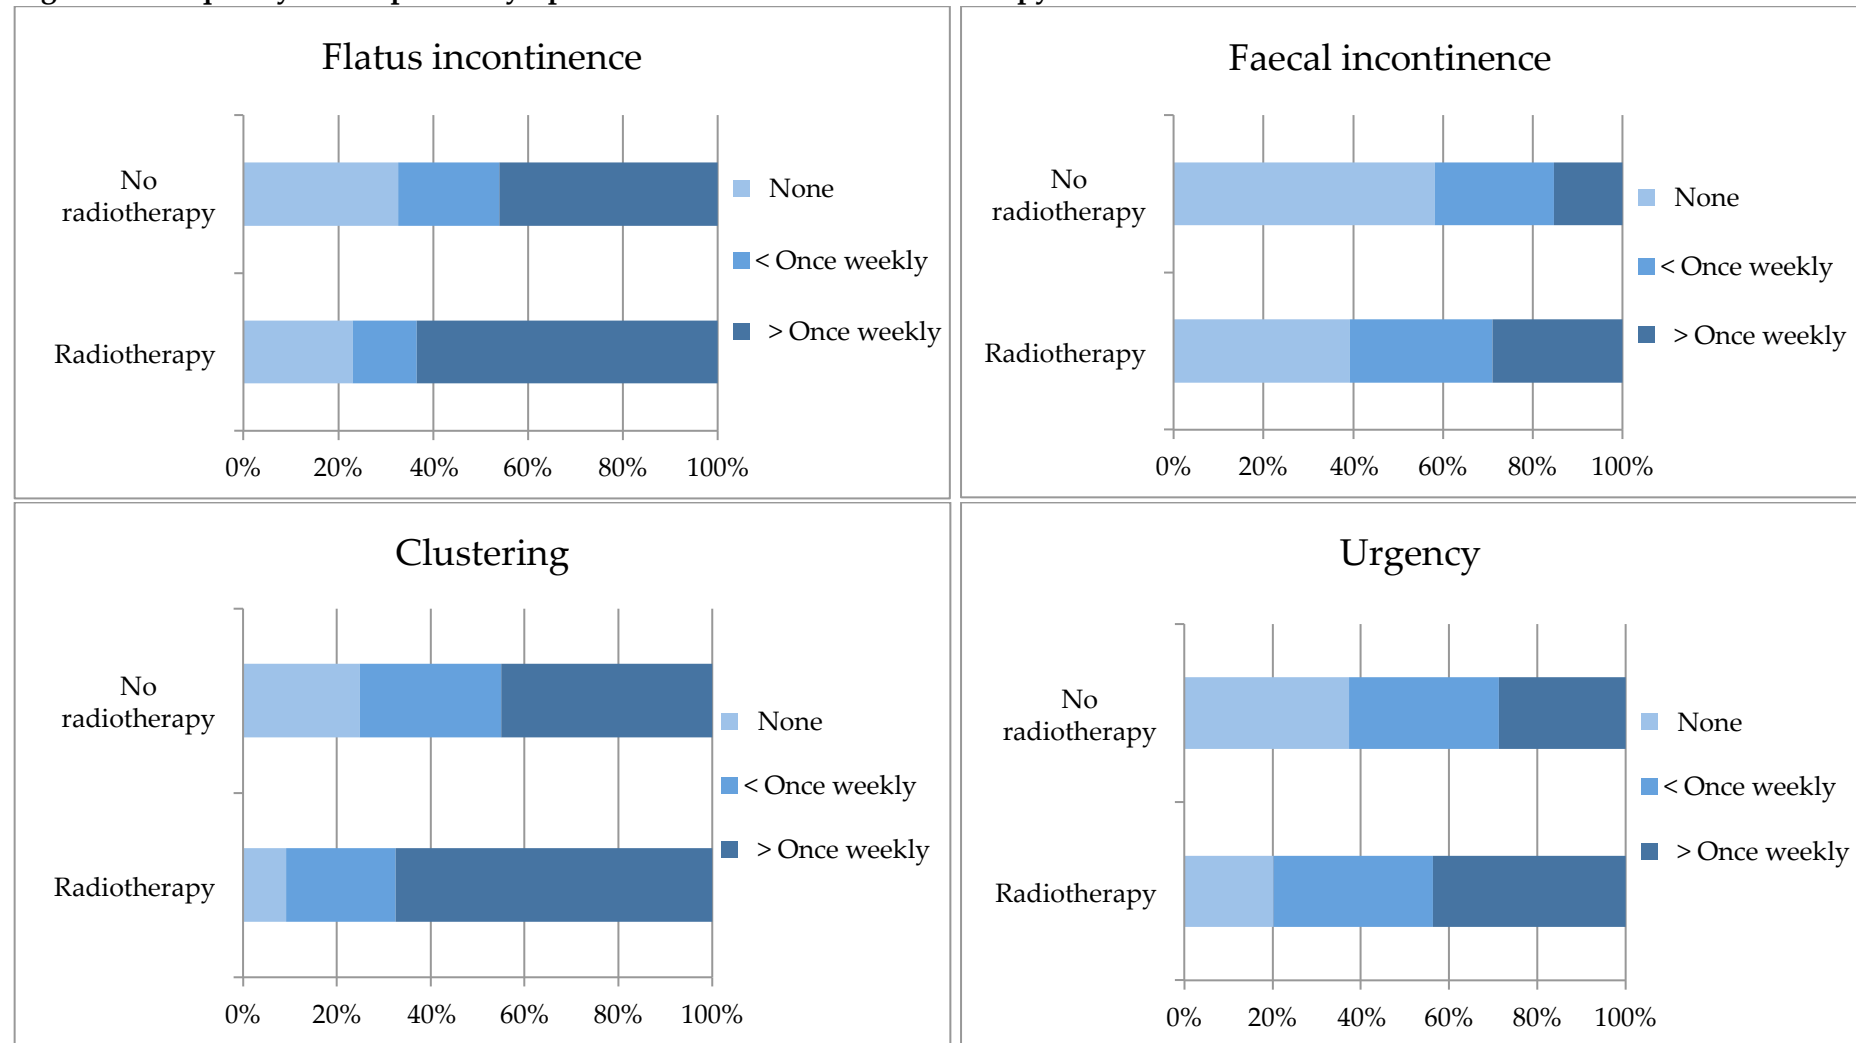 Flatus incontinence
No
radiotherapy
Radiotherapy
0% 20% 40% 60% 80% 100%
None
< Once weekly
> Once weekly
Faecal incontinence
No
radiotherapy
Radiotherapy
0% 20% 40% 60% 80% 100%
None
< Once weekly
> Once weekly
Clustering
No
radiotherapy
Radiotherapy
0% 20% 40% 60% 80% 100%
None
< Once weekly
> Once weekly
Urgency
No
radiotherapy
Radiotherapy
0% 20% 40% 60% 80% 100%
None
< Once weekly
> Once weekly